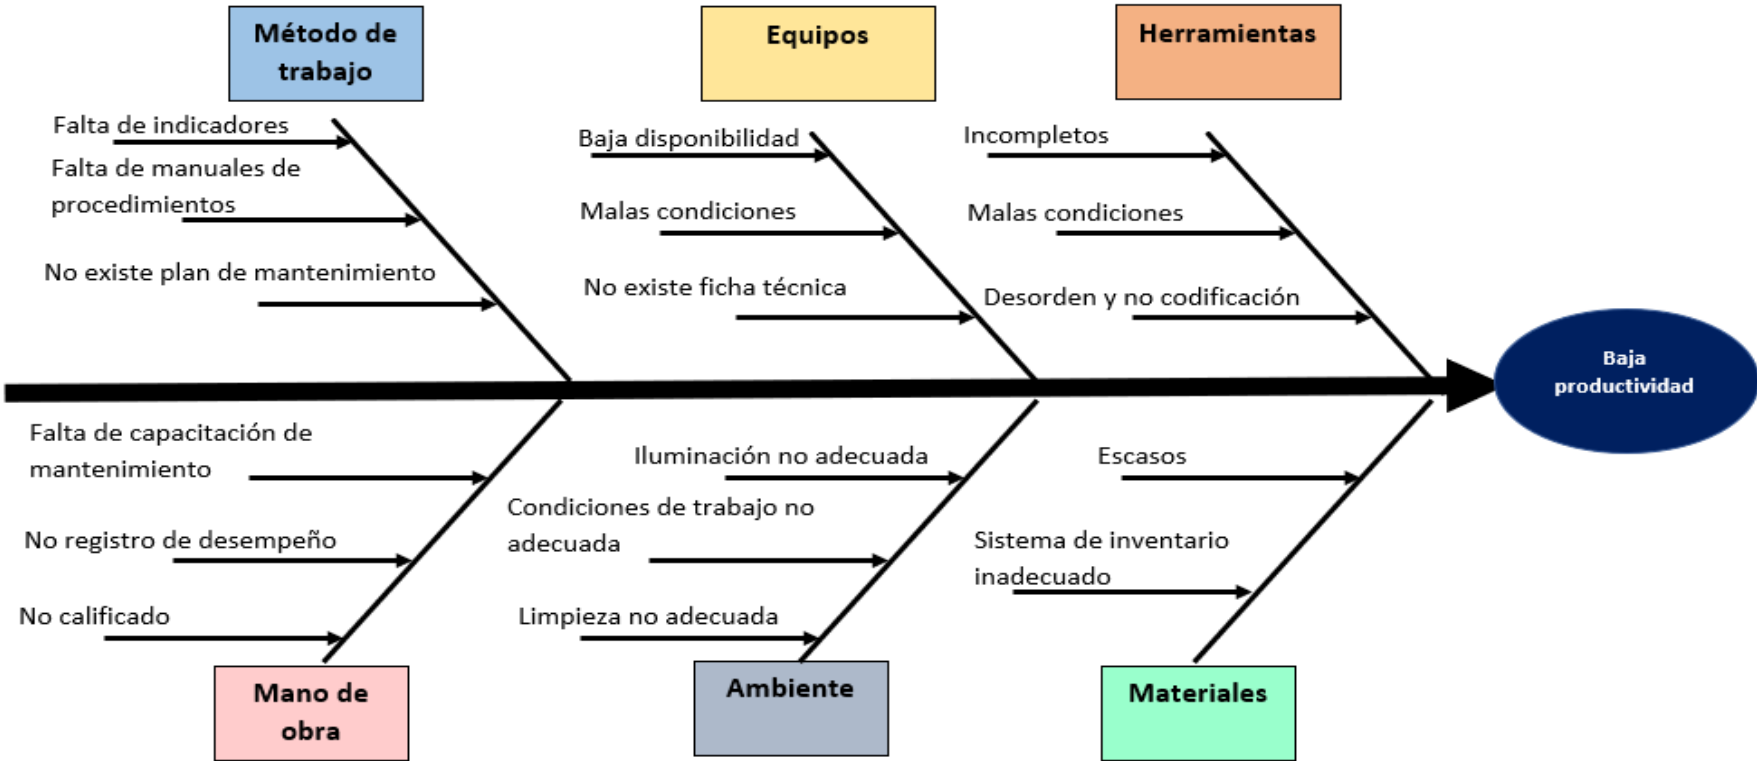 Método de
trabajo
Equipos
Herramientas
Falta de indicadores
Falta de manuales de
procedimientos
No existe plan de mantenimiento
Baja disponibilidad
Malas condiciones
No existe ficha técnica
Incompletos
Malas condiciones
Desorden y no codificación
Baja
productividad
Falta de capacitación de
mantenimiento
No registro de desempeño
No calificado
Iluminación no adecuada
Condiciones de trabajo no
adecuada
Limpieza no adecuada
Escasos
Sistema de inventario
inadecuado
Mano de
obra
Ambiente
Materiales